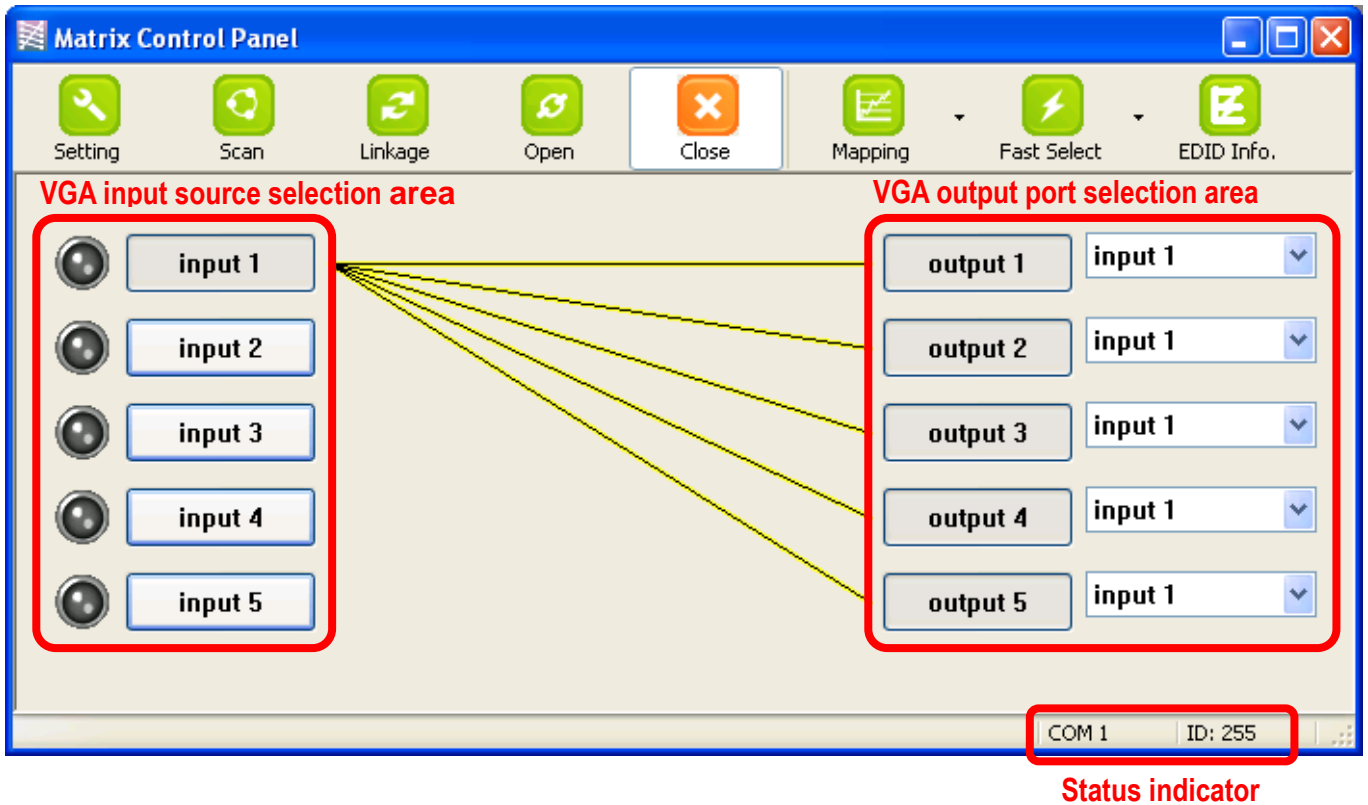 Matrix Control Panel
Setting Scan Linkage Open Close Mapping Fast Select EDID Info.
VGA input source selection area VGA output port selection area
input 1 output 1 input 1
input 2 output 2 input 1
input 3 output 3 input 1
input 4 output 4 input 1
input 5 output 5 input 1
COM 1 ID: 255
Status indicator